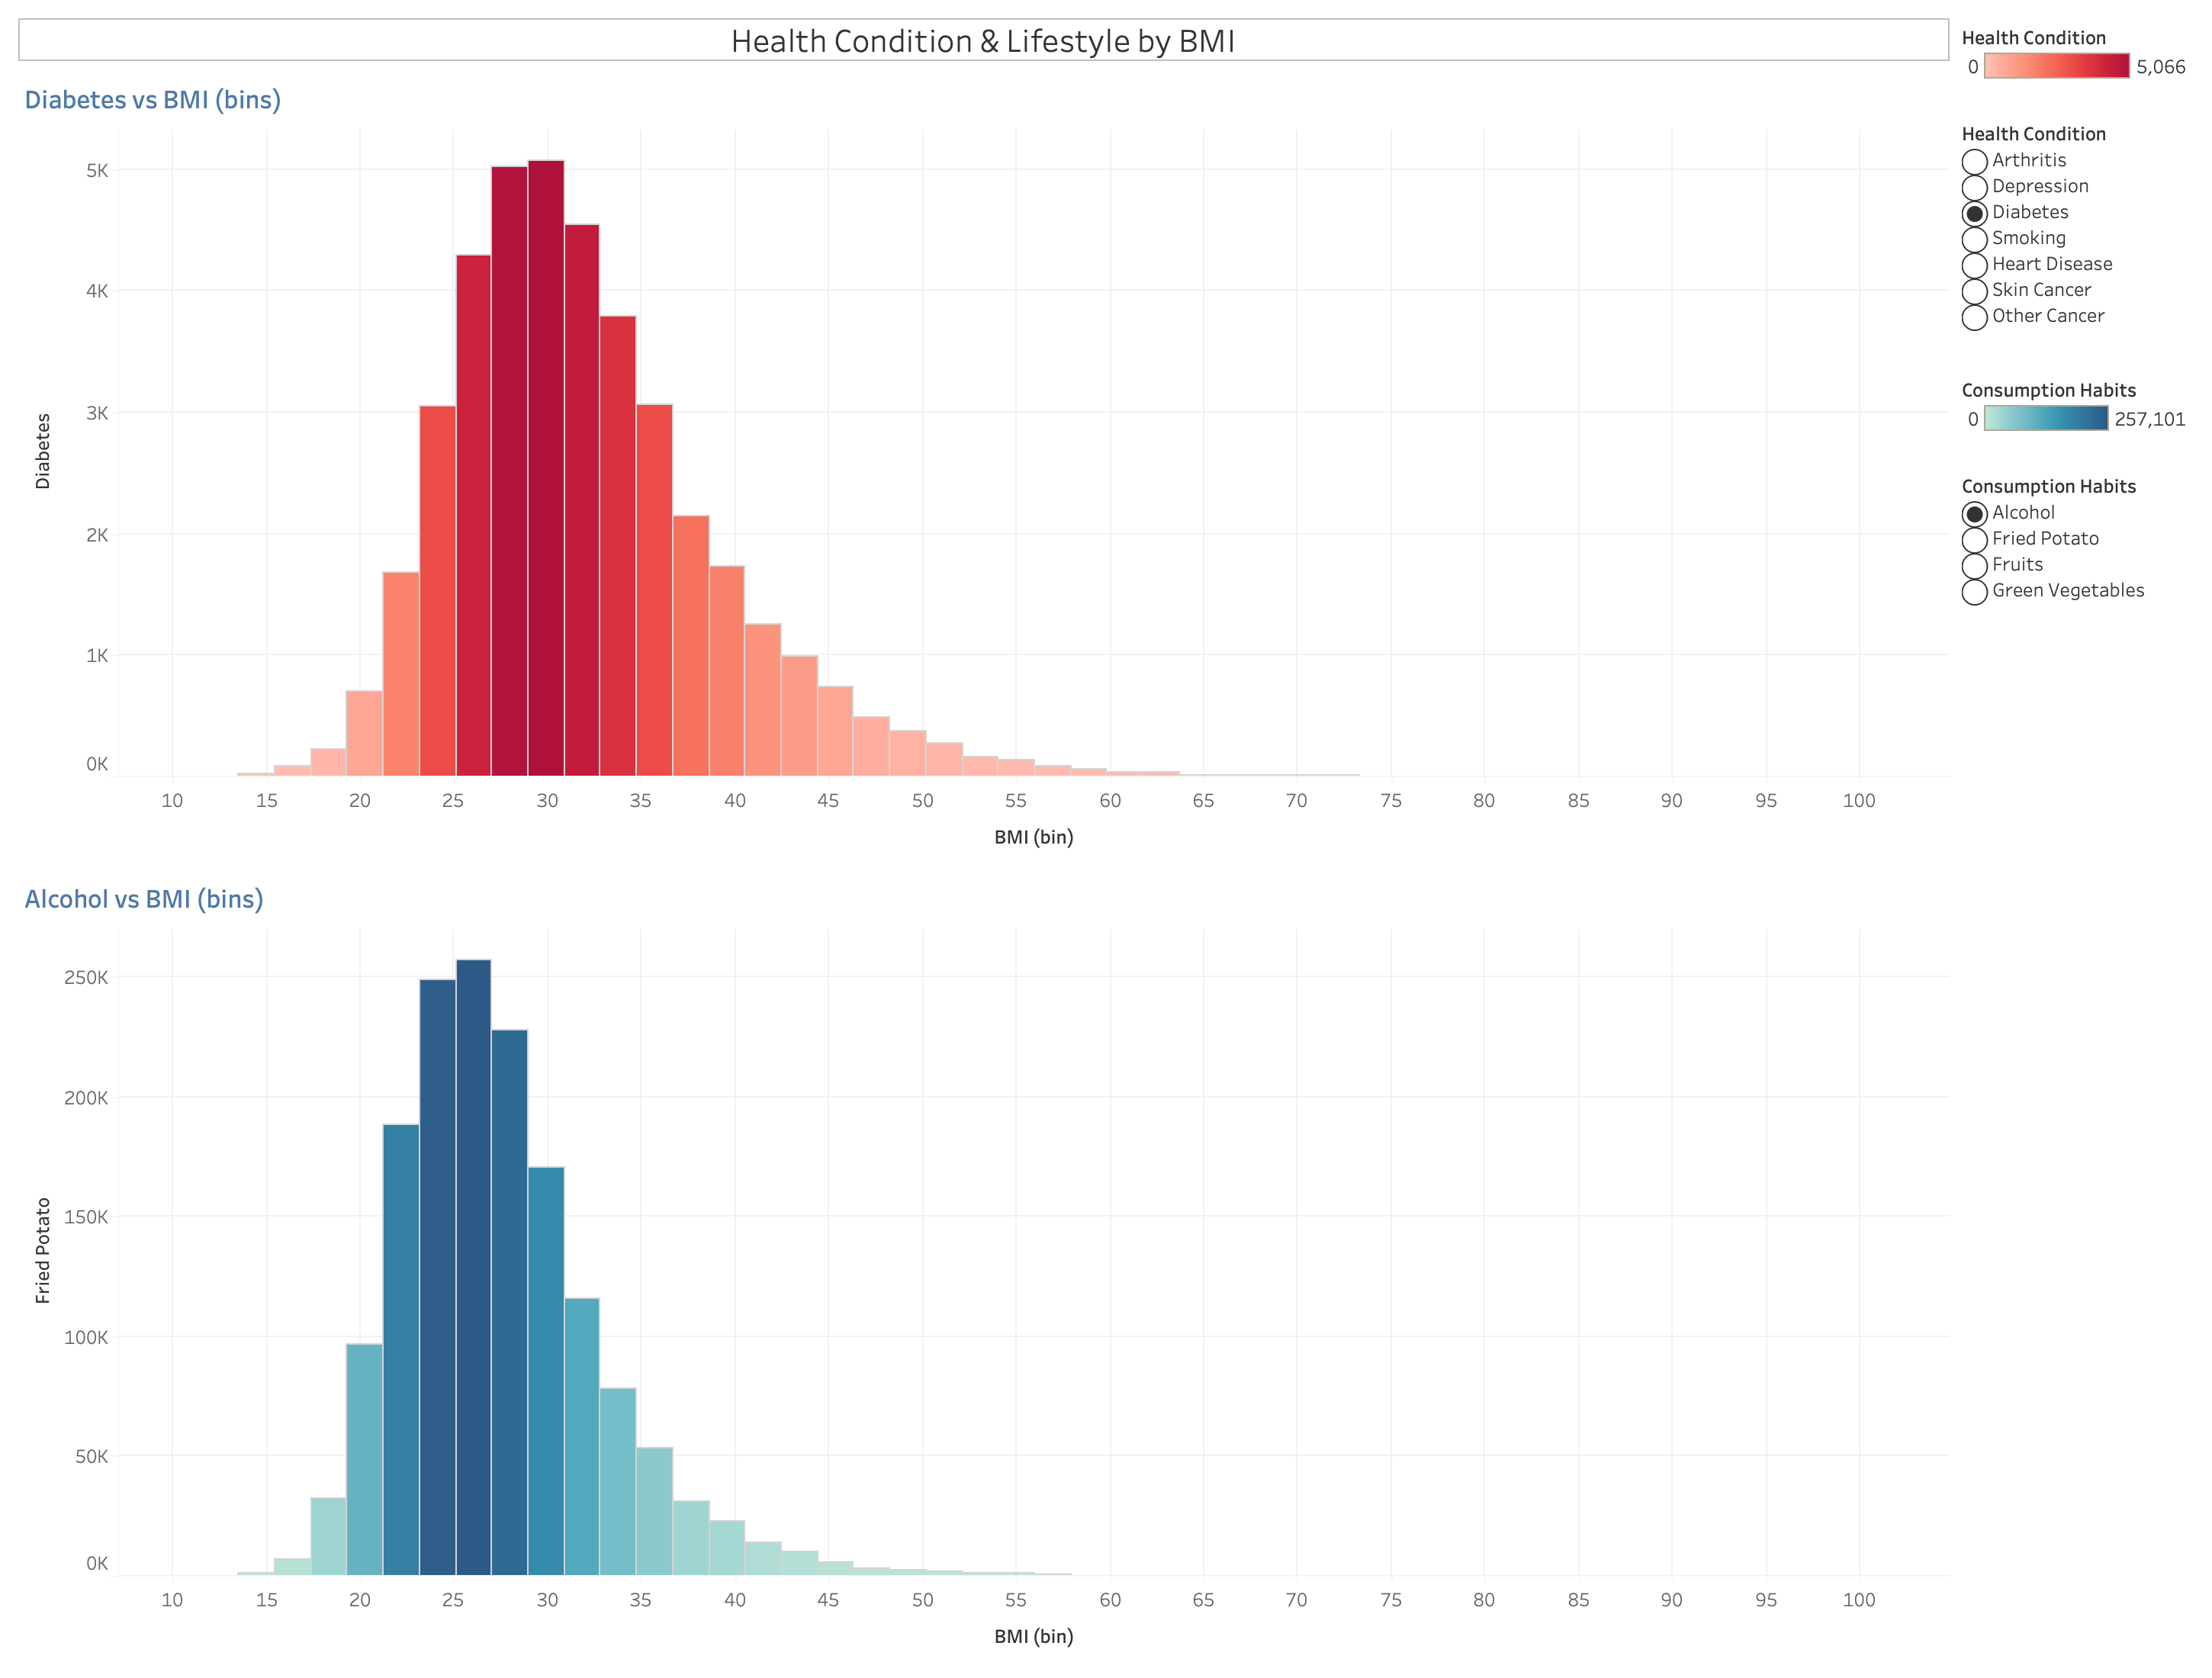 Health Condition & Lifestyle by BMI
Diabetes vs BMI (bins)
5K
4K
3K
2K
1K
0K
Diabetes
10 15 20 25 30 35 40 45 50 55 60 65 70 75 80 85 90 95 100
BMI (bin)
Alcohol vs BMI (bins)
250K
200K
150K
100K
50K
0K
Fried Potato
10 15 20 25 30 35 40 45 50 55 60 65 70 75 80 85 90 95 100
BMI (bin)
Health Condition
0 5,066
Health Condition
Arthritis
Depression
Diabetes
Smoking
Heart Disease
Skin Cancer
Other Cancer
Consumption Habits
0 257,101
Consumption Habits
Alcohol
Fried Potato
Fruits
Green Vegetables